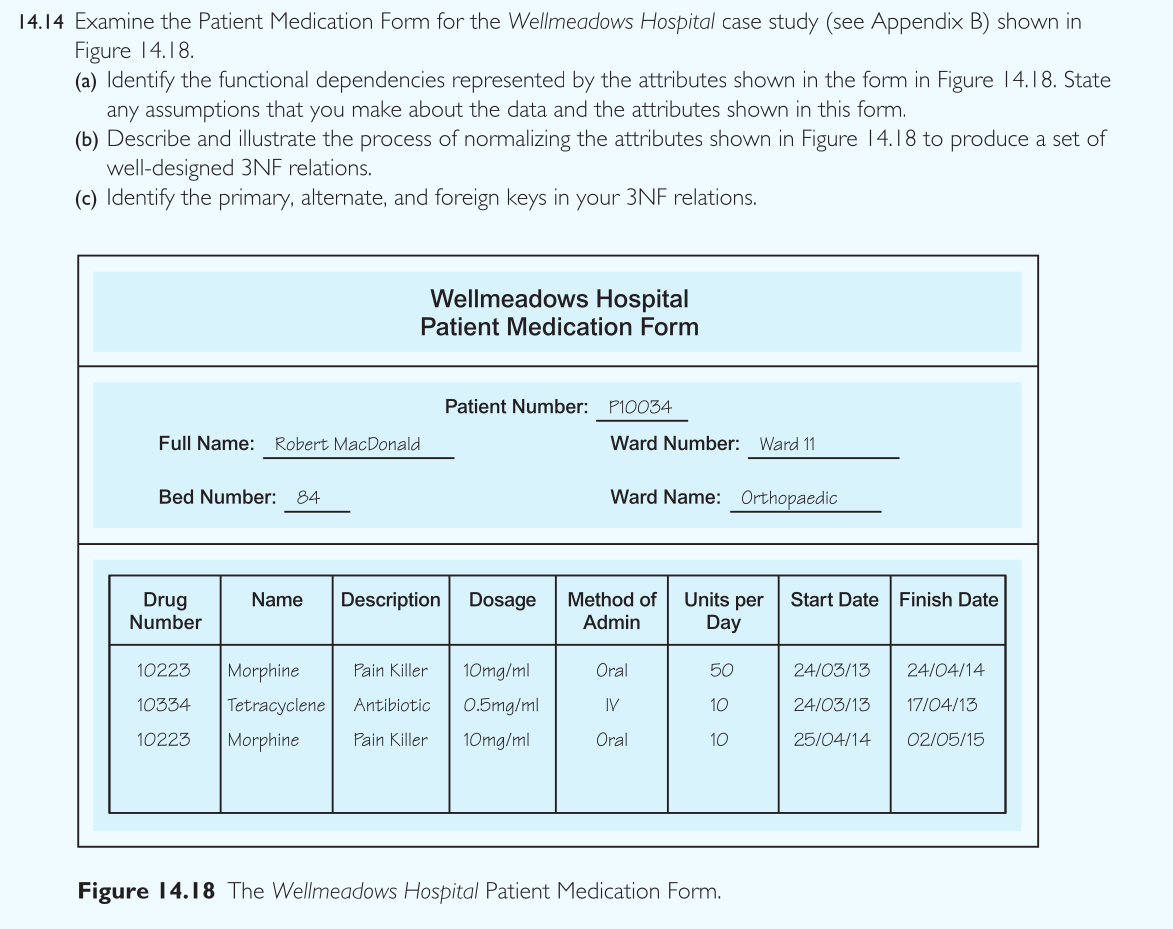 14.14 Examine the Patient Medication Form for the Wellmeadows Hospital case study (see Appendix B) shown in
Figure 14.18.
(a) Identify the functional dependencies represented by the attributes shown in the form in Figure 14.18. State
any assumptions that you make about the data and the attributes shown in this form.
(b) Describe and illustrate the process of normalizing the attributes shown in Figure 14.18 to produce a set of
well-designed 3NF relations.
(c) Identify the primary, alternate, and foreign keys in your 3NF relations.
Wellmeadows Hospital
Patient Medication Form
Patient Number: P10034
Full Name: Robert MacDonald Ward Number: Ward 11
Bed Number: 84 Ward Name: Orthopaedic
Drug Name Description Dosage Method of Units per Start Date Finish Date
Number Admin Day
10223 Morphine Pain Killer 10mg/ml Oral 50 24/03/13 24/04/14
10334 Tetracyclene Antibiotic 0.5mg/ml IV 10 24/03/13 17/04/13
10223 Morphine Pain Killer 10mg/ml Oral 10 25/04/14 02/05/15
Figure 14.18 The Wellmeadows Hospital Patient Medication Form.